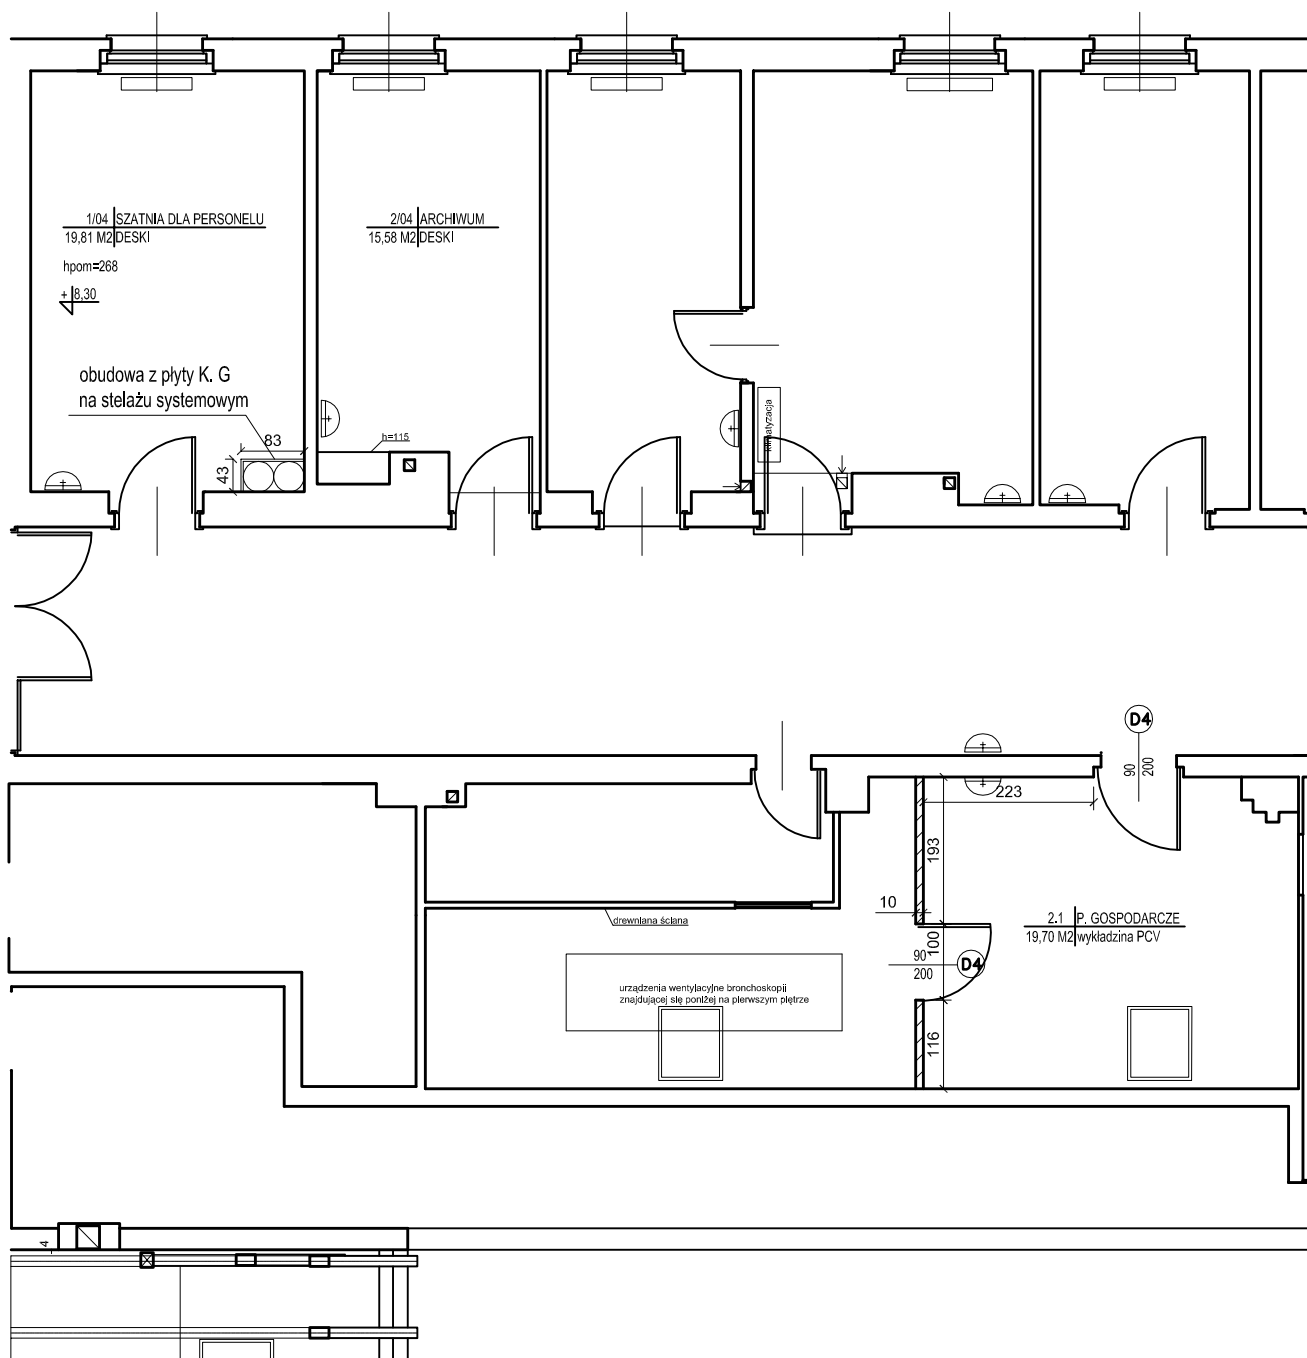 1/04 SZATNIA DLA PERSONELU
19,81 M2 DESKI
hpom=268
+ 8,30
2/04 ARCHIWUM
15,58 M2 DESKI
obudowa z płyty K. G
na stelażu systemowym
83
43
h=115
klimatyzacja
D4
90
200
223
193
10
100
90
200
D4
116
2.1 P. GOSPODARCZE
19,70 M2 wykładzina PCV
drewniana ściana
urządzenia wentylacyjne bronchoskopii
znajdującej się poniżej na pierwszym piętrze
4